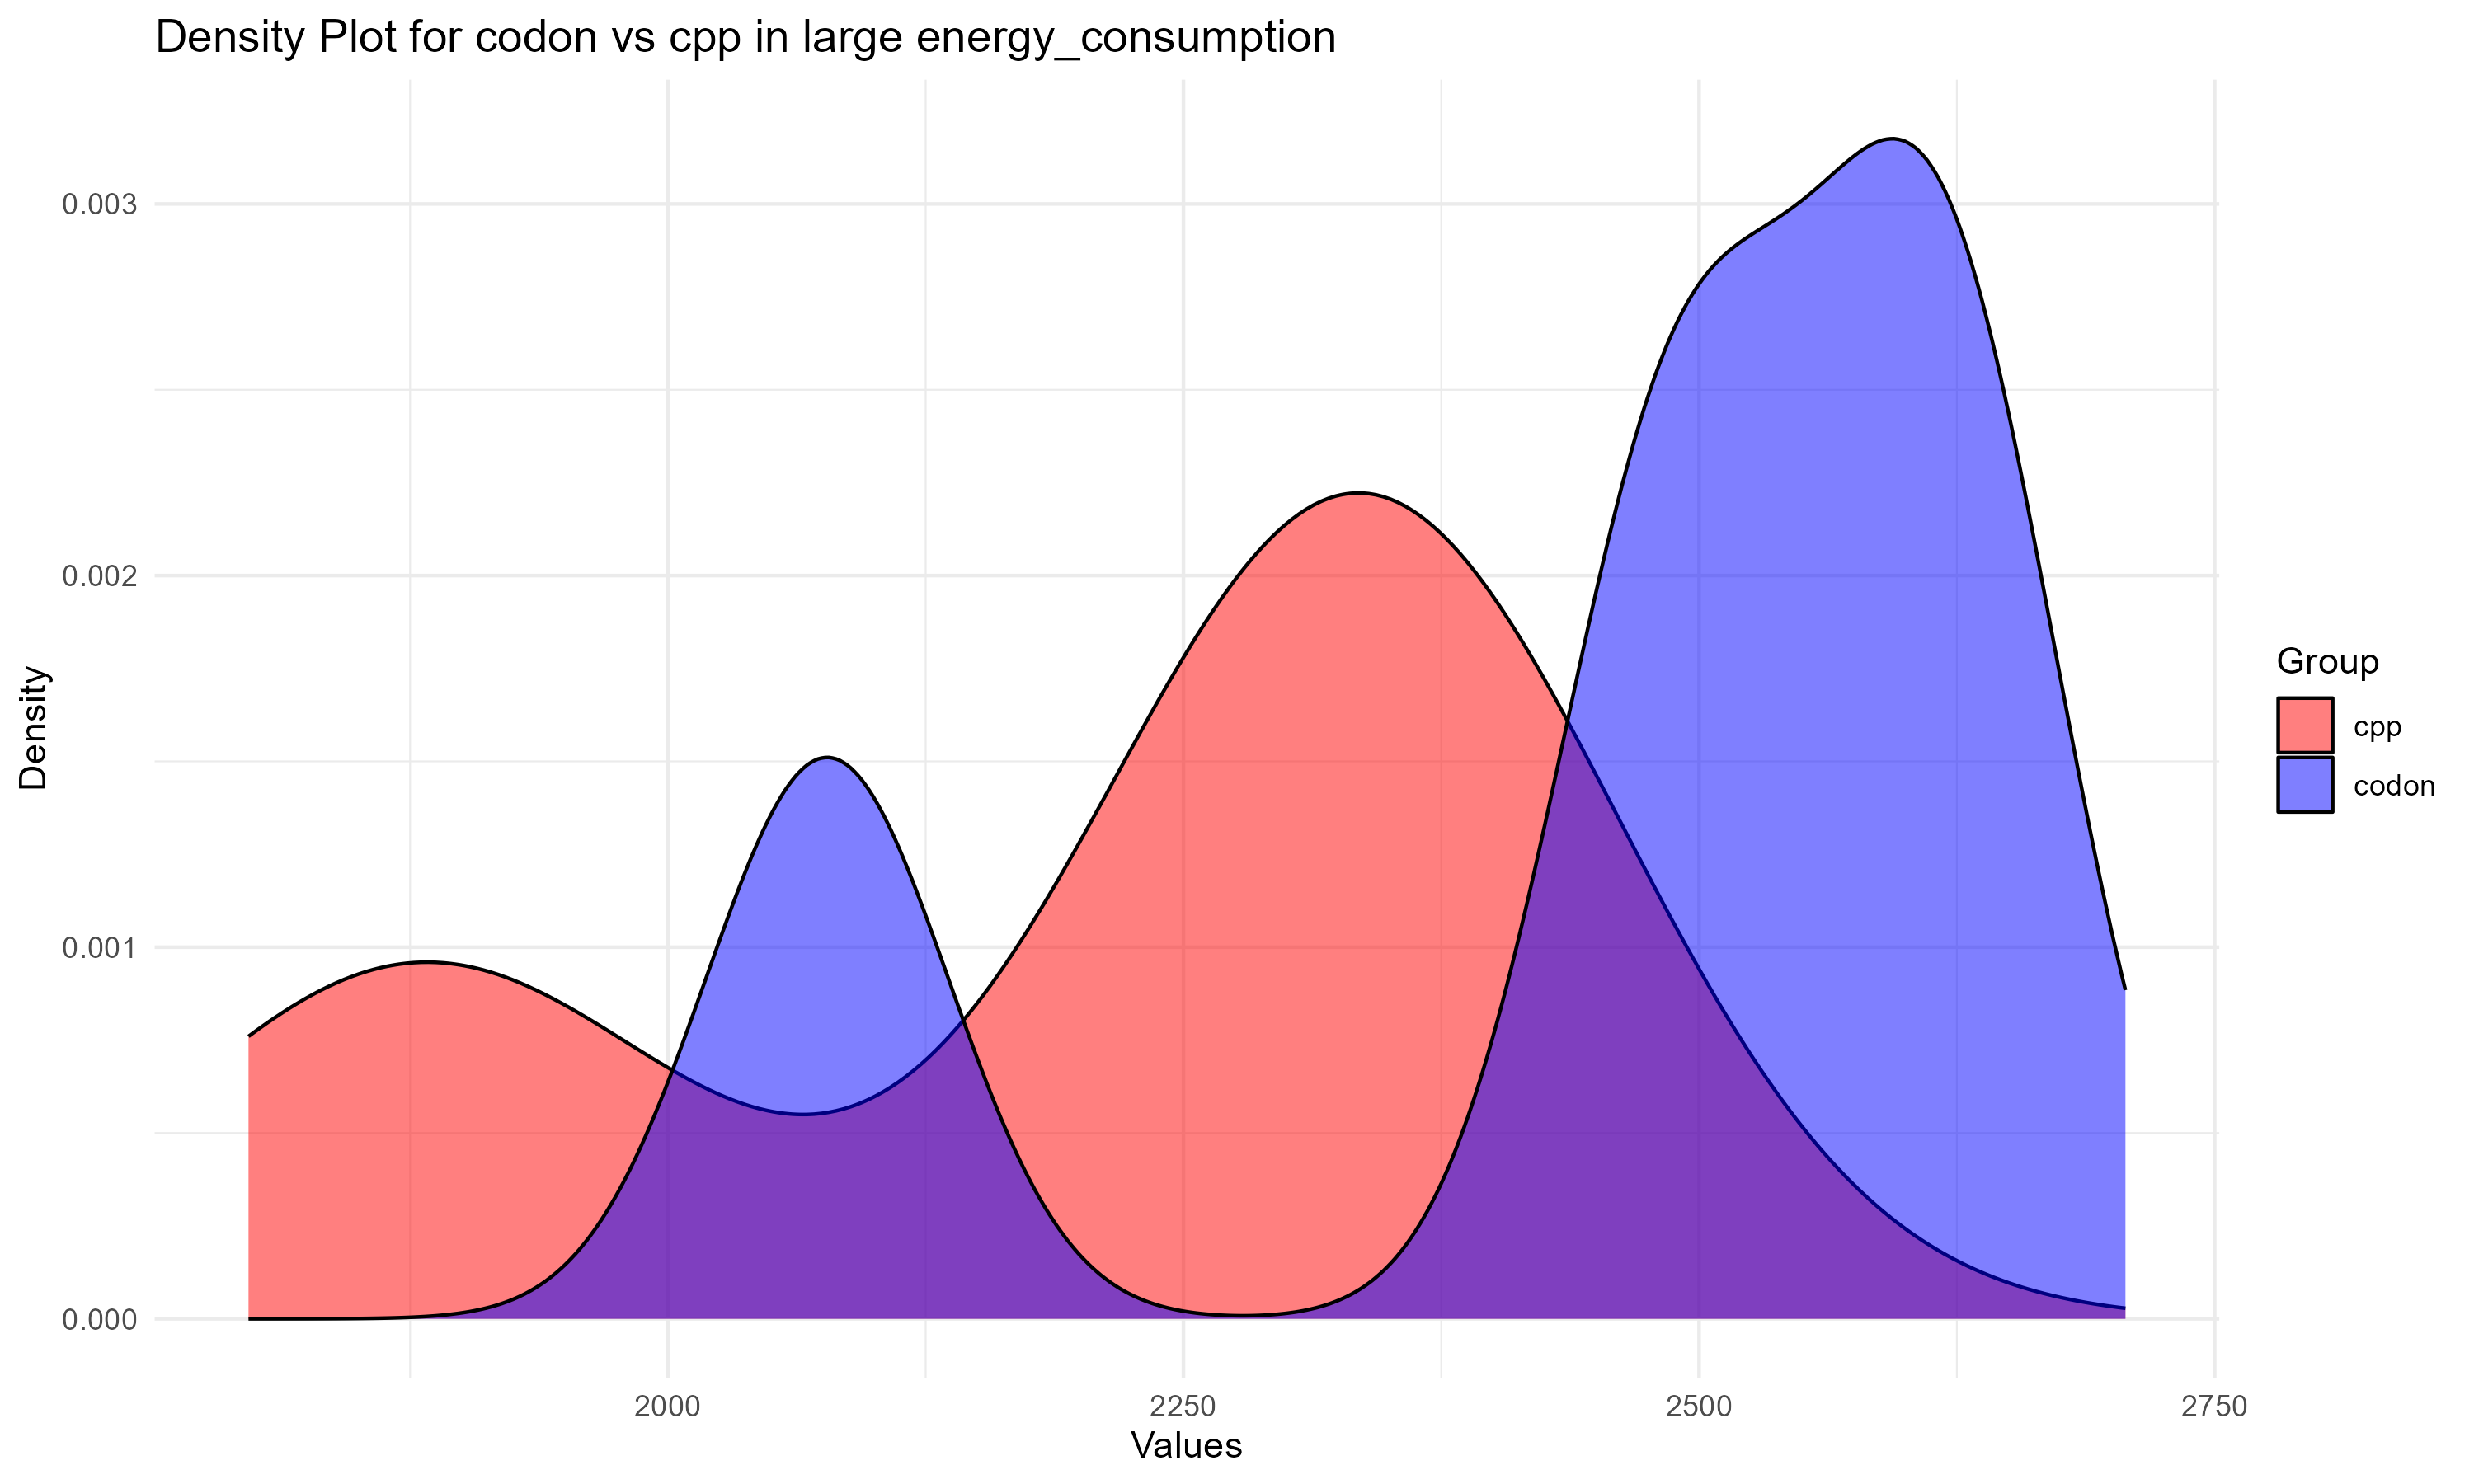 Density Plot for codon vs cpp in large energy_consumption
Density
0.003
0.002
0.001
0.000
2000
2250
2500
2750
Values
Group
cpp
codon